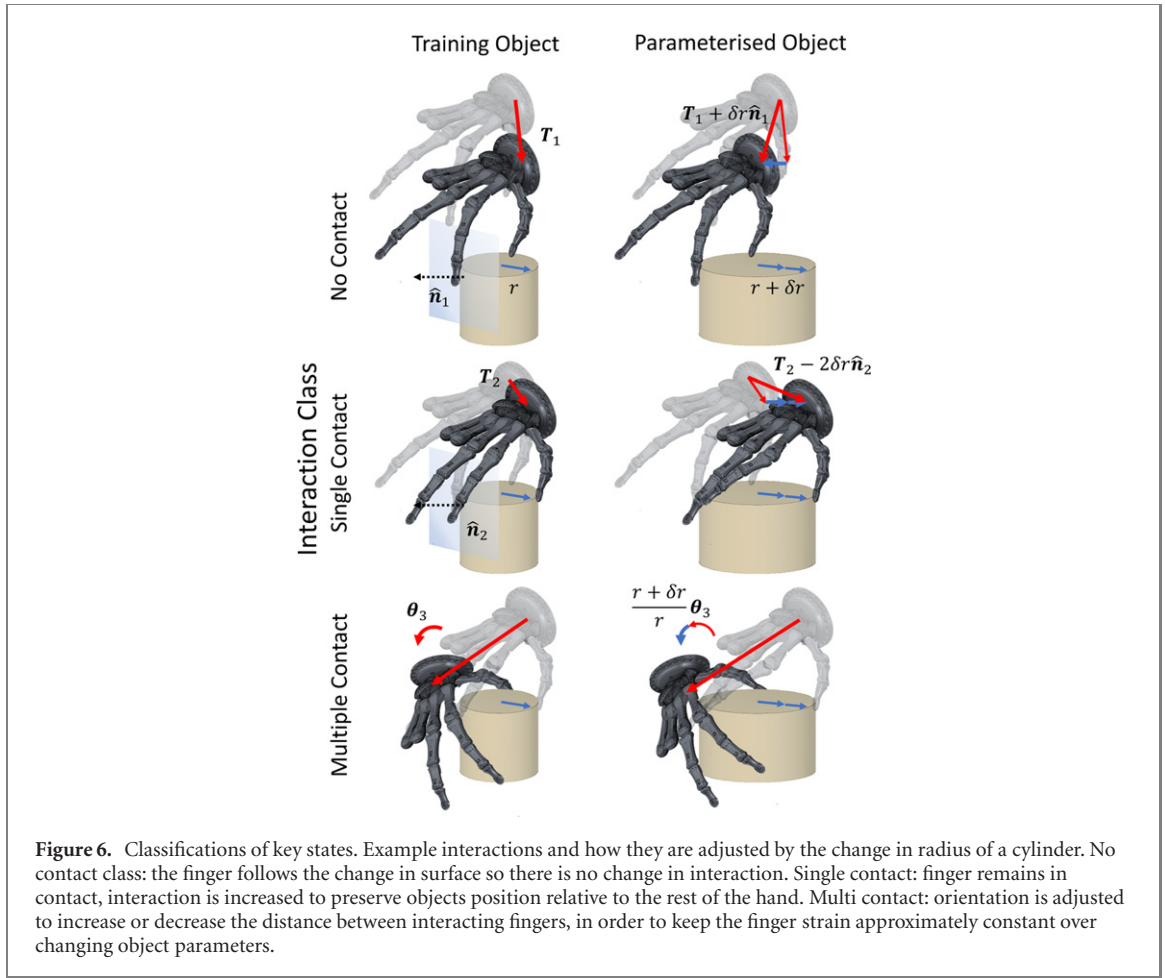 Training Object
Parameterised Object
Interaction Class
No Contact
T₁
n̂₁
r
T₁ + δrn̂₁
r + δr
Single Contact
T₂
n̂₂
T₂ − 2δrn̂₂
Multiple Contact
θ₃
r + δr
r
θ₃
Figure 6. Classifications of key states. Example interactions and how they are adjusted by the change in radius of a cylinder. No
contact class: the finger follows the change in surface so there is no change in interaction. Single contact: finger remains in
contact, interaction is increased to preserve objects position relative to the rest of the hand. Multi contact: orientation is adjusted
to increase or decrease the distance between interacting fingers, in order to keep the finger strain approximately constant over
changing object parameters.